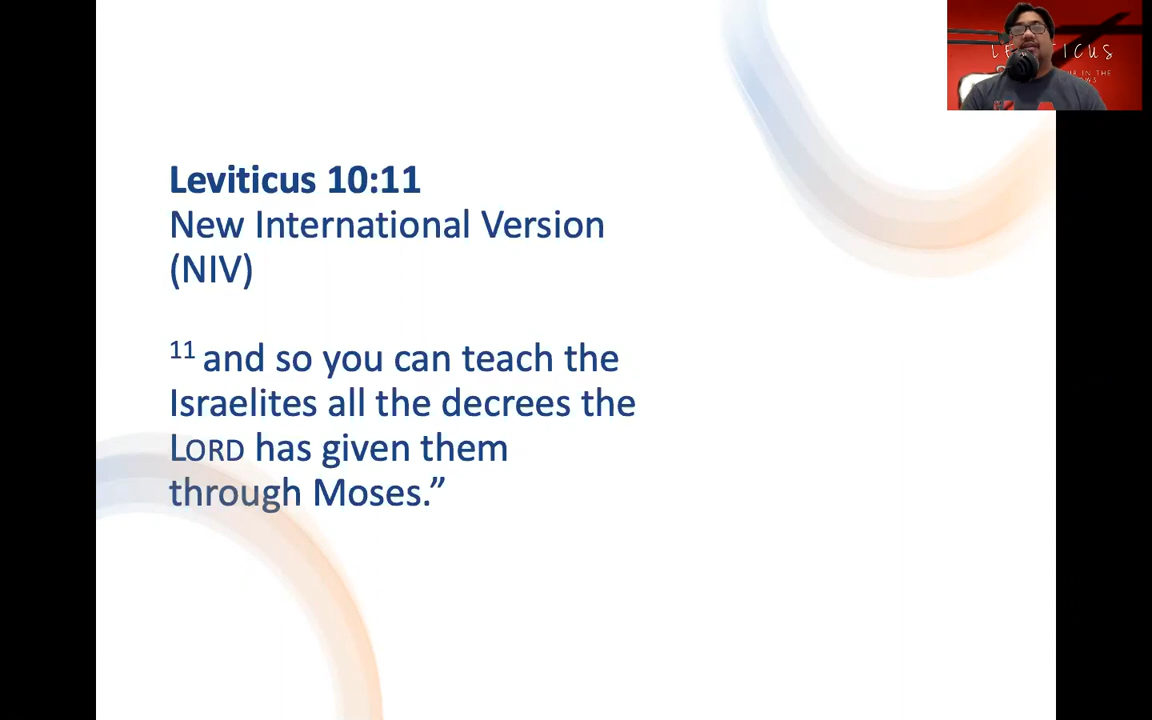 Leviticus 10:11
New International Version
(NIV)
11 and so you can teach the
Israelites all the decrees the
LORD has given them
through Moses.”